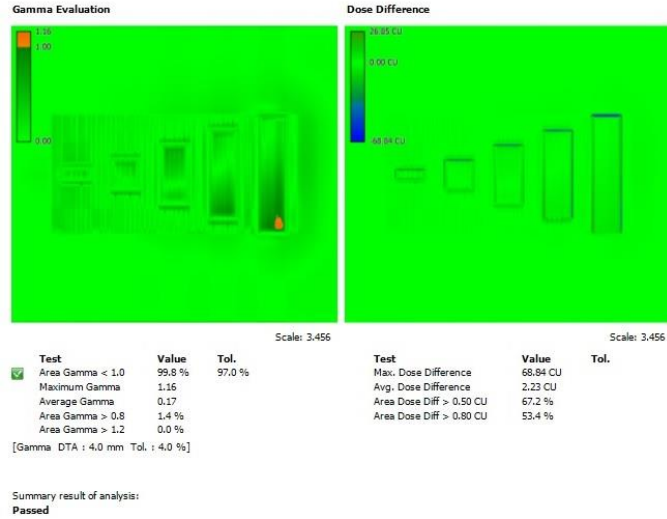 Gamma Evaluation
Dose Difference
1.16
1.00
0.00
26.85 CU
0.00 CU
-68.84 CU
Scale: 3.456
Scale: 3.456
Test Value Tol.
Area Gamma < 1.0 99.8 % 97.0 %
Maximum Gamma 1.16
Average Gamma 0.17
Area Gamma > 0.8 1.4 %
Area Gamma > 1.2 0.0 %
[Gamma DTA : 4.0 mm Tol. : 4.0 %]
Test Value Tol.
Max. Dose Difference 68.84 CU
Avg. Dose Difference 2.23 CU
Area Dose Diff > 0.50 CU 67.2 %
Area Dose Diff > 0.80 CU 53.4 %
Summary result of analysis:
Passed